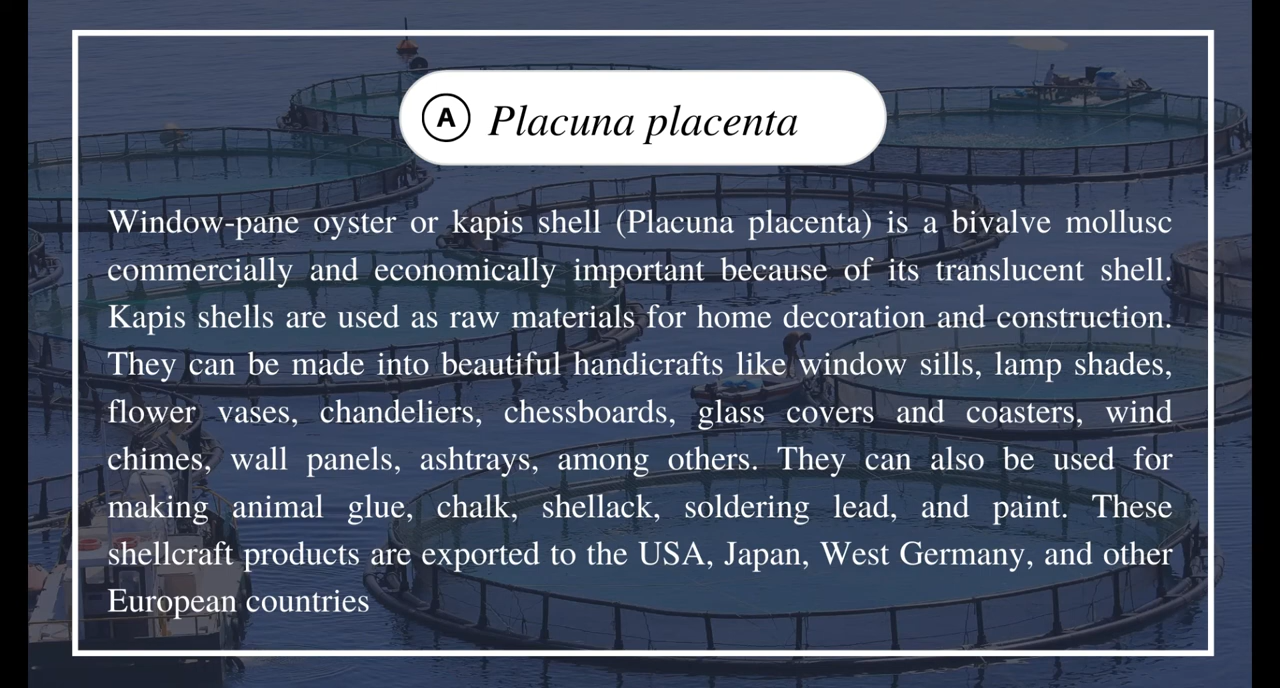 A Placuna placenta
Window-pane oyster or kapis shell (Placuna placenta) is a bivalve mollusc
commercially and economically important because of its translucent shell.
Kapis shells are used as raw materials for home decoration and construction.
They can be made into beautiful handicrafts like window sills, lamp shades,
flower vases, chandeliers, chessboards, glass covers and coasters, wind
chimes, wall panels, ashtrays, among others. They can also be used for
making animal glue, chalk, shellack, soldering lead, and paint. These
shellcraft products are exported to the USA, Japan, West Germany, and other
European countries